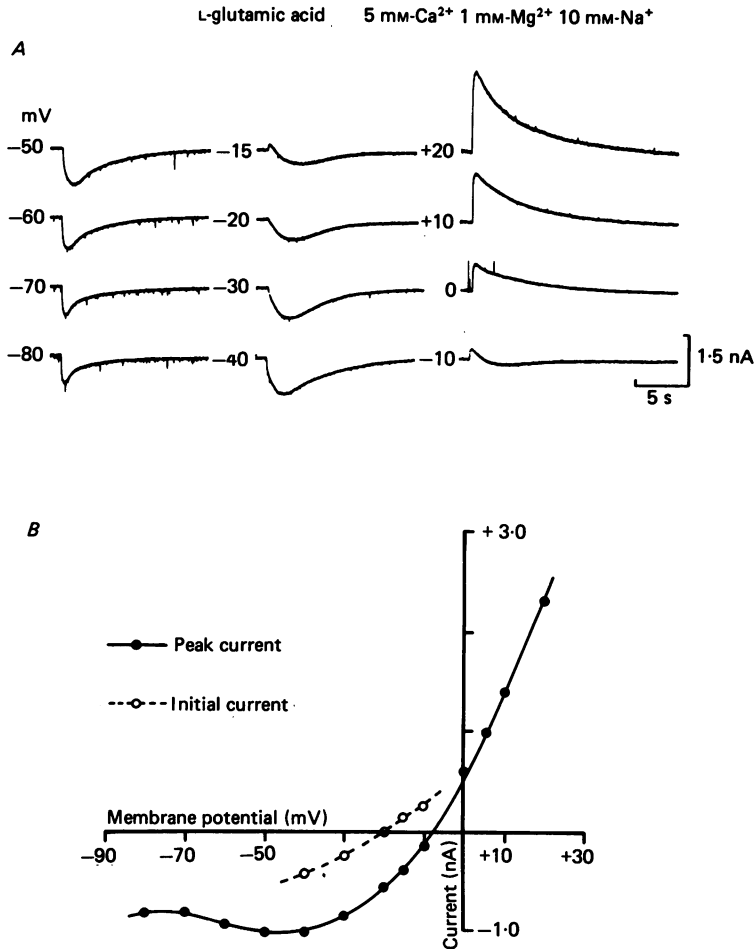 L-glutamic acid 5 mM-Ca²⁺ 1 mM-Mg²⁺ 10 mM-Na⁺
A
mV
−50 −15 +20
−60 −20 +10
−70 −30 0
−80 −40 −10
1·5 nA
5 s
B
+ 3·0
Peak current
Initial current
Membrane potential (mV)
−90 −70 −50 +10 +30
Current (nA)
−1·0